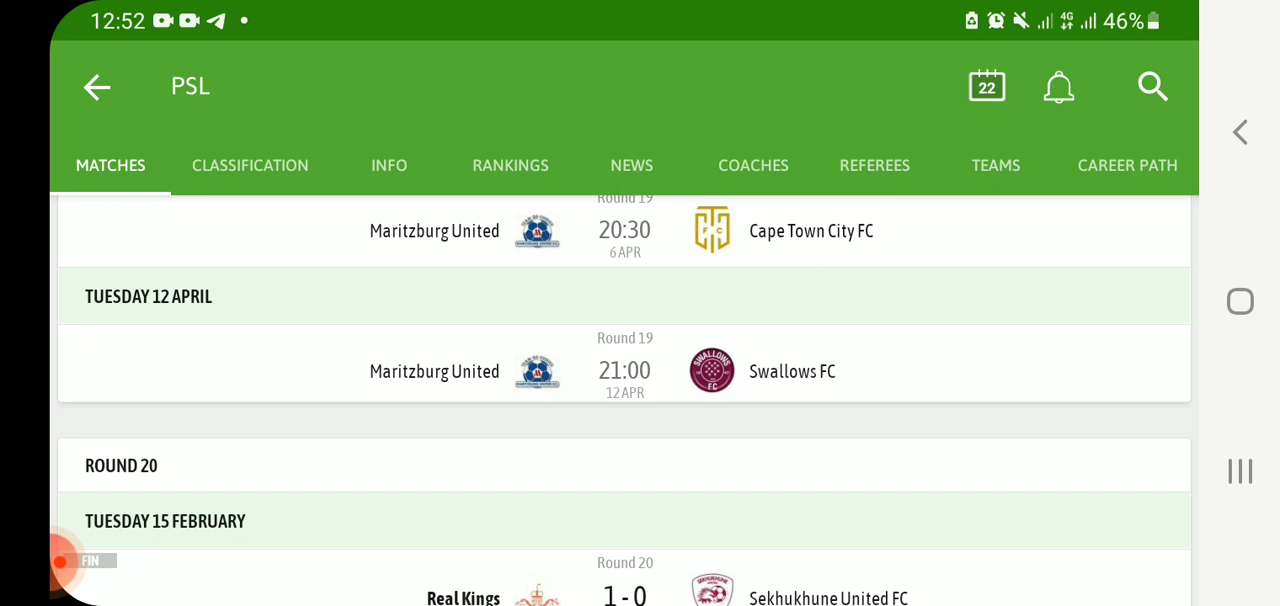 12:52 4G 46%
PSL 22
MATCHES CLASSIFICATION INFO RANKINGS NEWS COACHES REFEREES TEAMS CAREER PATH
Round 19
Maritzburg United 20:30 Cape Town City FC
6 APR
TUESDAY 12 APRIL
Round 19
Maritzburg United 21:00 SWALLOWS F.C Swallows FC
12 APR
ROUND 20
TUESDAY 15 FEBRUARY
FIN Round 20
Real Kings 1 - 0 Sekhukhune United FC